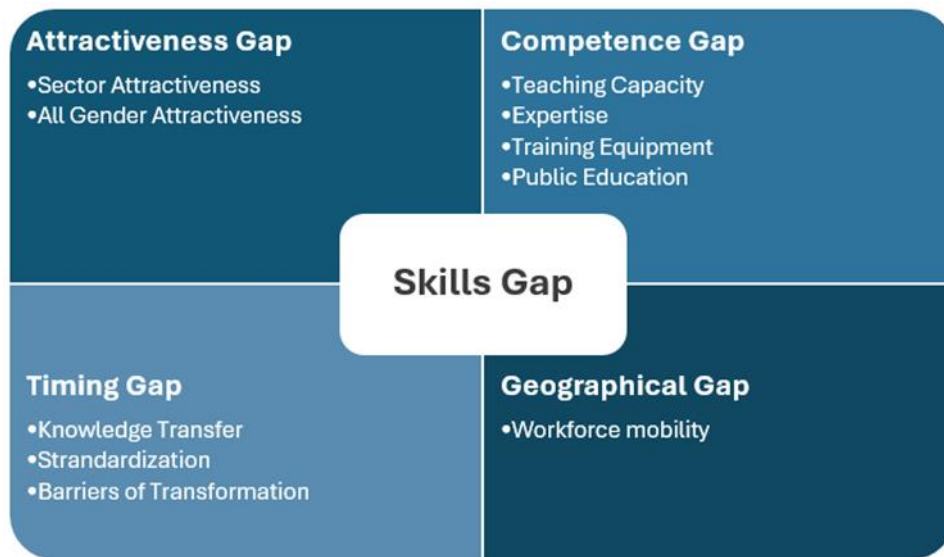 Attractiveness Gap
•Sector Attractiveness
•All Gender Attractiveness
Competence Gap
•Teaching Capacity
•Expertise
•Training Equipment
•Public Education
Skills Gap
Timing Gap
•Knowledge Transfer
•Strandardization
•Barriers of Transformation
Geographical Gap
•Workforce mobility